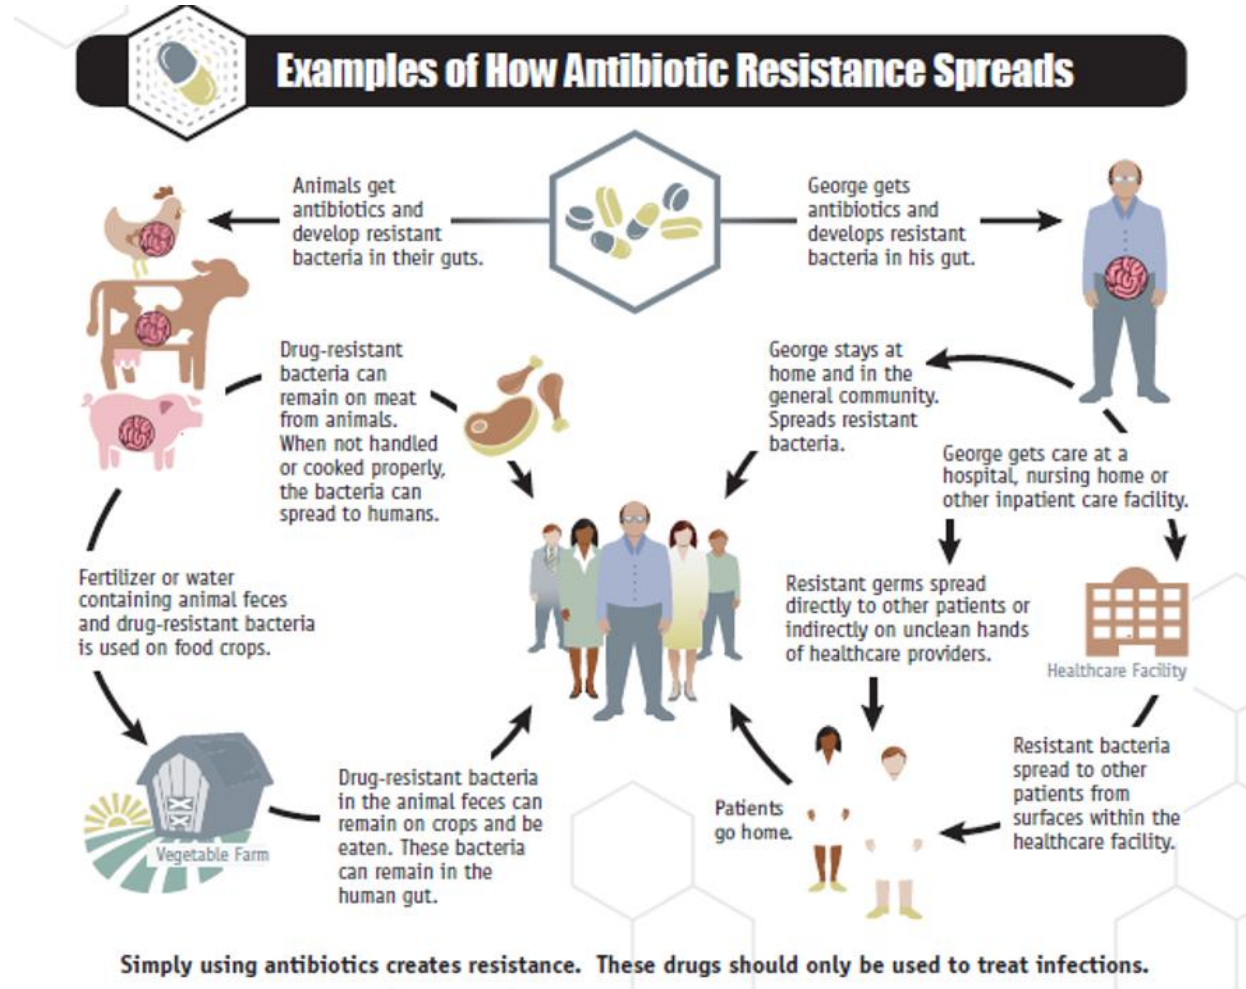 Examples of How Antibiotic Resistance Spreads
Animals get
antibiotics and
develop resistant
bacteria in their guts.
George gets
antibiotics and
develops resistant
bacteria in his gut.
Drug-resistant
bacteria can
remain on meat
from animals.
When not handled
or cooked properly,
the bacteria can
spread to humans.
George stays at
home and in the
general community.
Spreads resistant
bacteria.
George gets care at a
hospital, nursing home or
other inpatient care facility.
Fertilizer or water
containing animal feces
and drug-resistant bacteria
is used on food crops.
Resistant germs spread
directly to other patients or
indirectly on unclean hands
of healthcare providers.
Healthcare Facility
Vegetable Farm
Drug-resistant bacteria
in the animal feces can
remain on crops and be
eaten. These bacteria
can remain in the
human gut.
Patients
go home.
Resistant bacteria
spread to other
patients from
surfaces within the
healthcare facility.
Simply using antibiotics creates resistance. These drugs should only be used to treat infections.